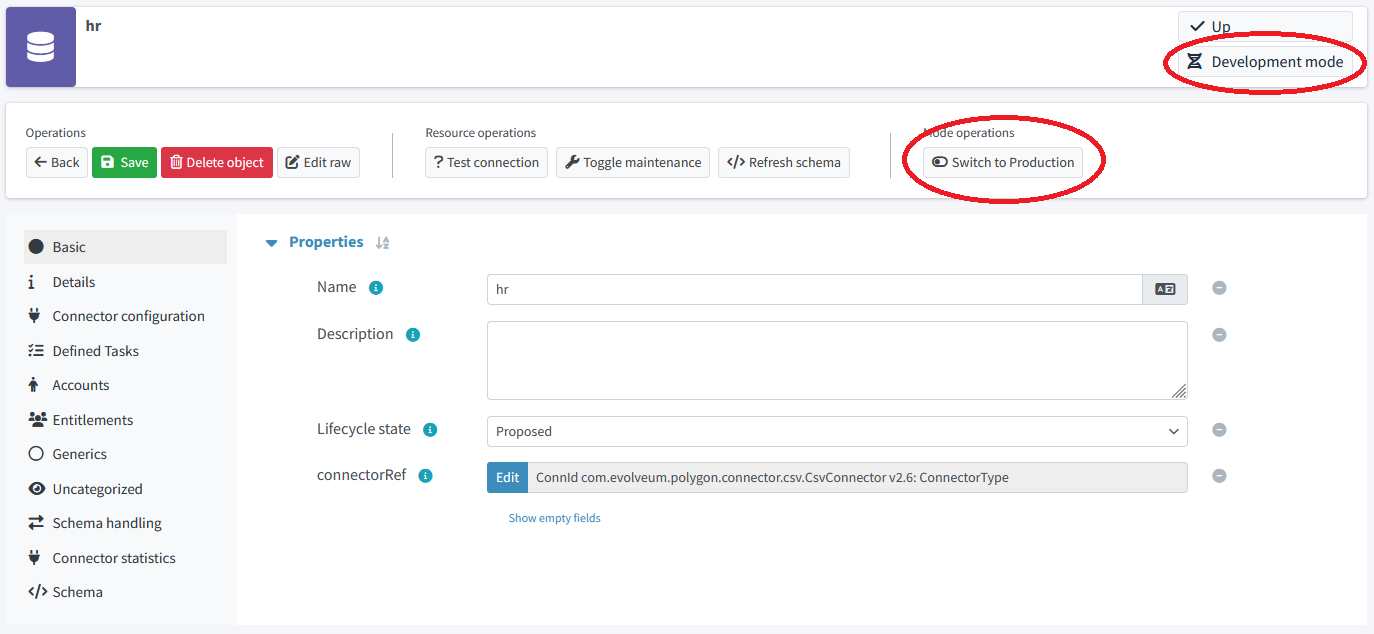 hr
Up
Development mode
Operations
Resource operations
Mode operations
Back
Save
Delete object
Edit raw
? Test connection
Toggle maintenance
</> Refresh schema
Switch to Production
Basic
Details
Connector configuration
Defined Tasks
Accounts
Entitlements
Generics
Uncategorized
Schema handling
Connector statistics
</> Schema
Properties
Name
hr
Description
Lifecycle state
Proposed
connectorRef
Edit
ConnId com.evolveum.polygon.connector.csv.CsvConnector v2.6: ConnectorType
Show empty fields